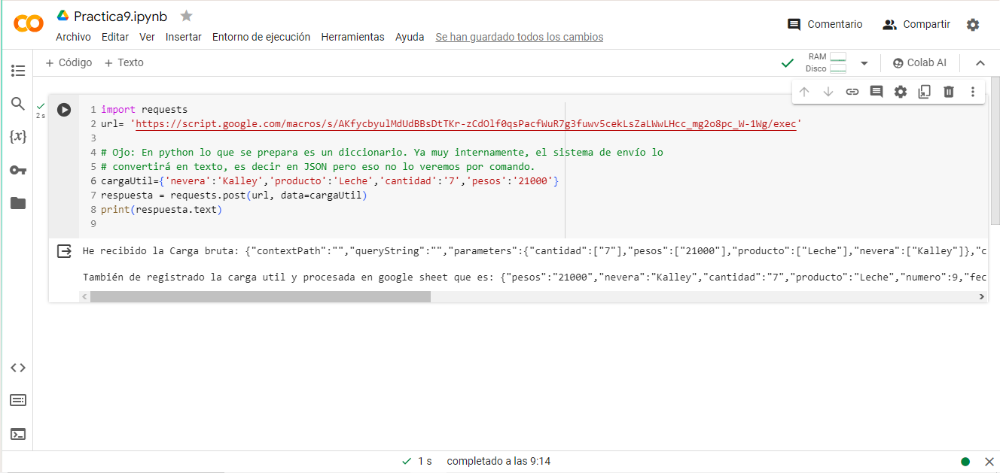 Practica9.ipynb
Archivo Editar Ver Insertar Entorno de ejecución Herramientas Ayuda Se han guardado todos los cambios
Comentario Compartir
+ Código + Texto
RAM
Disco
Colab AI
2 s
1 import requests
2 url= 'https://script.google.com/macros/s/AKfycbyulMdUdBBsDtTKr-zCdOlf0qsPacfWuR7g3fuwv5cekLsZaLWwLHcc_mg2o8pc_W-1Wg/exec'
3
4 # Ojo: En python lo que se prepara es un diccionario. Ya muy internamente, el sistema de envío lo
5 # convertirá en texto, es decir en JSON pero eso no lo veremos por comando.
6 cargaUtil={'nevera':'Kalley','producto':'Leche','cantidad':'7','pesos':'21000'}
7 respuesta = requests.post(url, data=cargaUtil)
8 print(respuesta.text)
9
He recibido la Carga bruta: {"contextPath":"","queryString":"","parameters":{"cantidad":["7"],"pesos":["21000"],"producto":["Leche"],"nevera":["Kalley"]},"c
También de registrado la carga util y procesada en google sheet que es: {"pesos":"21000","nevera":"Kalley","cantidad":"7","producto":"Leche","numero":9,"fec
{x}
1 s completado a las 9:14